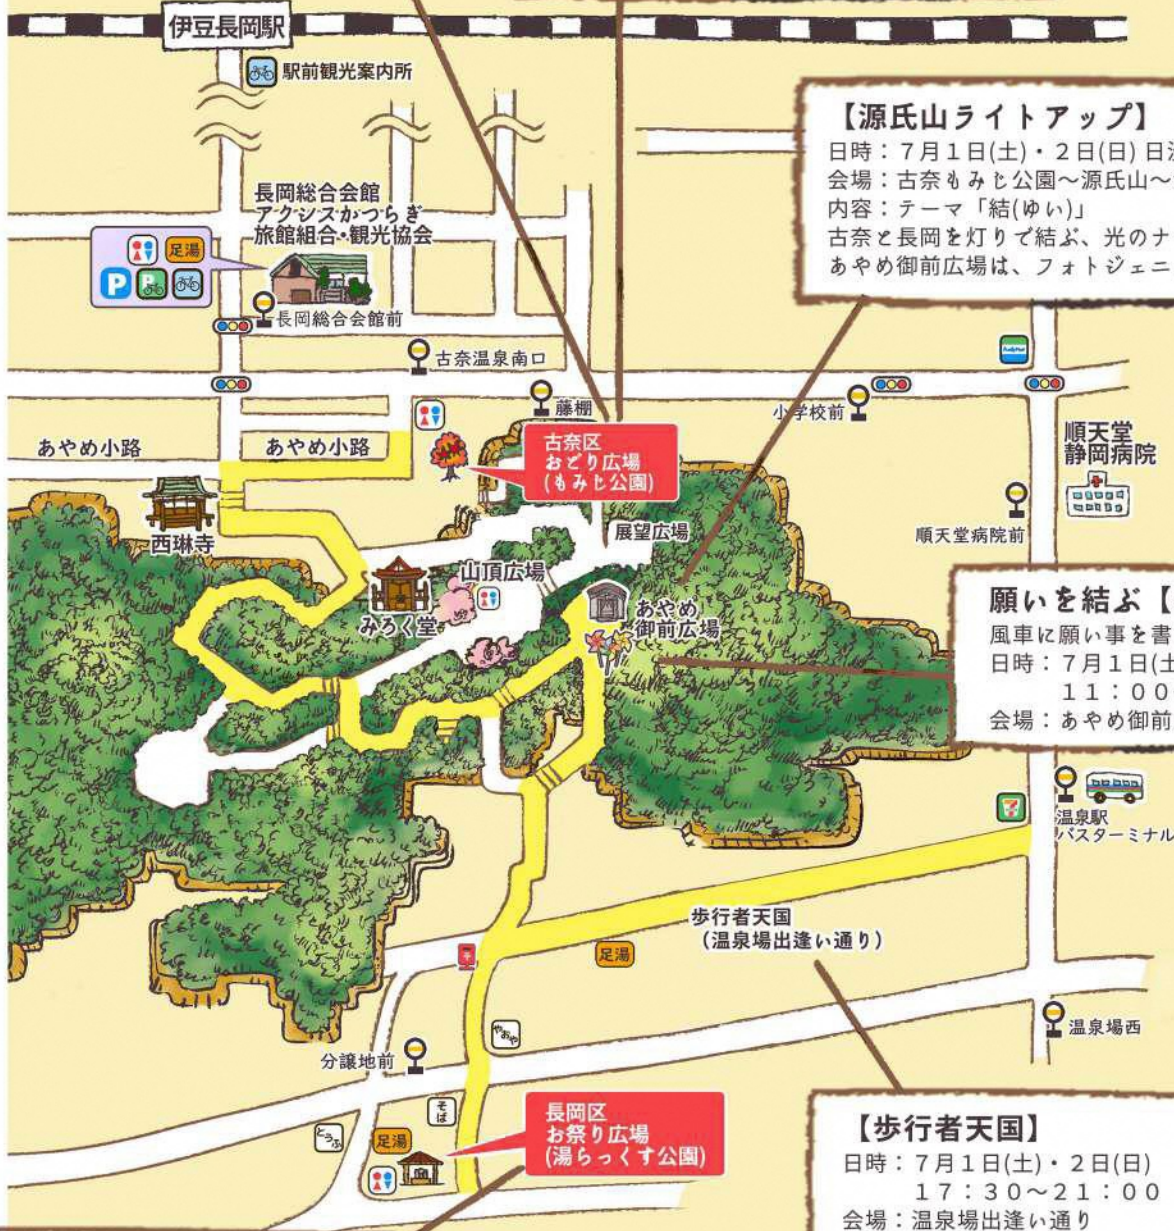 伊豆長岡駅
駅前観光案内所
【源氏山ライトアップ】
日時：７月１日(土)・２日(日) 日
会場：古奈もみじ公園～源氏山～
内容：テーマ「結(ゆい)」
古奈と長岡を灯りで結ぶ、光のナ
あやめ御前広場は、フォトジェニ
長岡総合会館
アクシスかつらぎ
旅館組合・観光協会
足湯
P
P
長岡総合会館前
古奈温泉南口
FamilyMart
藤棚
小学校前
あやめ小路
あやめ小路
古奈区
おどり広場
(もみじ公園)
順天堂
静岡病院
西琳寺
展望広場
順天堂病院前
山頂広場
みろく堂
あやめ
御前広場
願いを結ぶ【
風車に願い事を書
日時：７月１日(土
１１：００
会場：あやめ御前
7
温泉駅
バスターミナル
歩行者天国
（温泉場出逢い通り）
〒
足湯
やおや
温泉場西
分譲地前
そば
とうふ
足湯
長岡区
お祭り広場
(湯らっくす公園)
【歩行者天国】
日時：７月１日(土)・２日(日)
１７：３０～２１：００
会場：温泉場出逢い通り